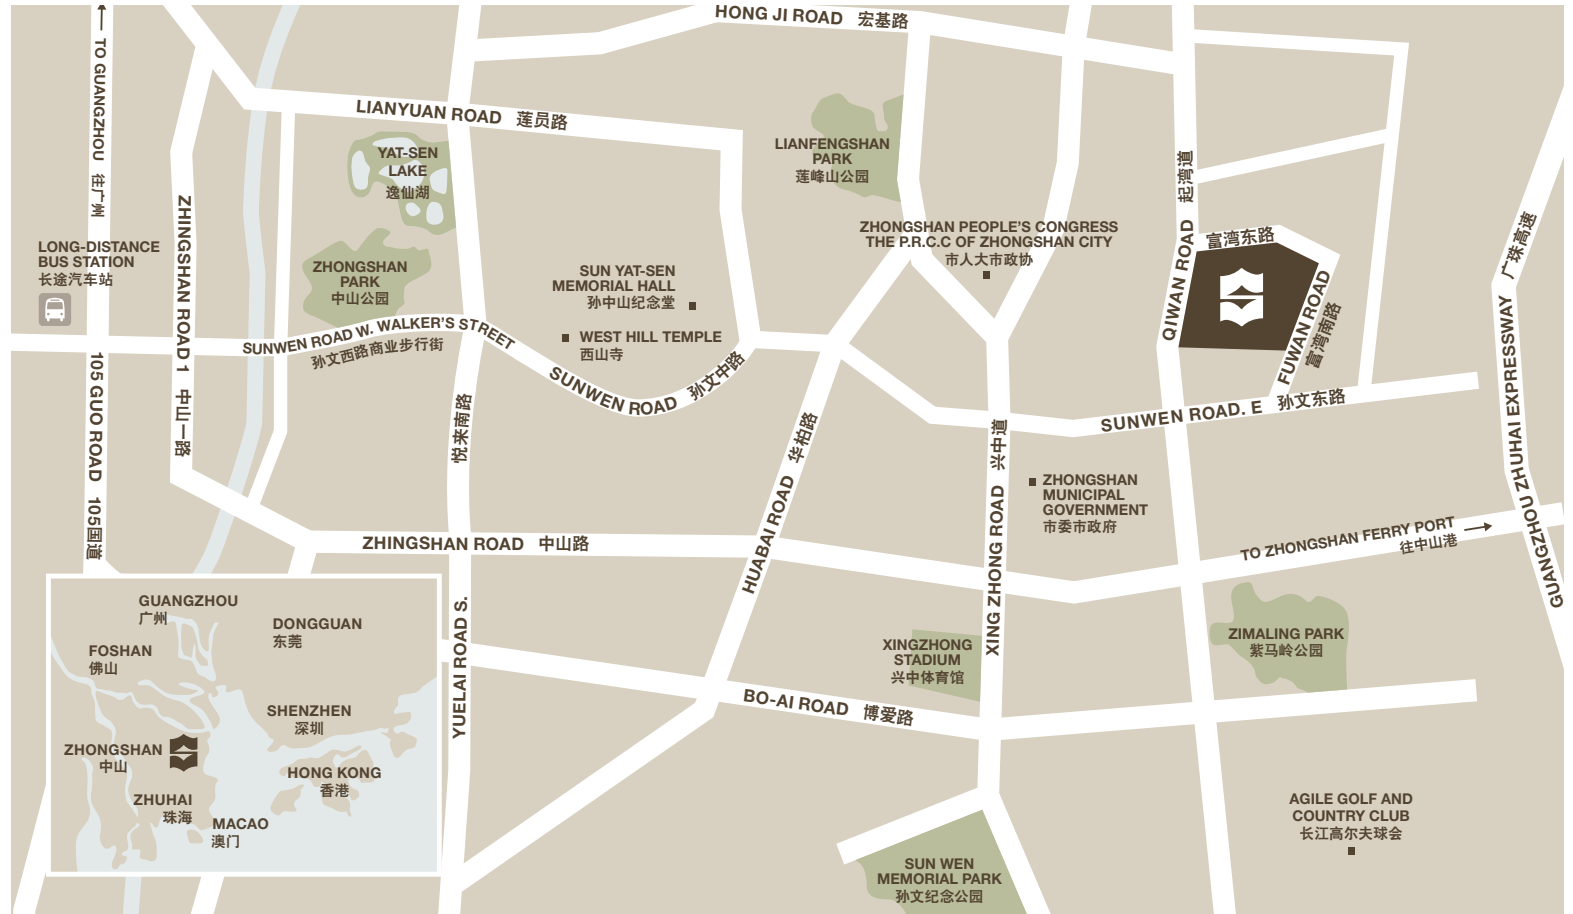 HONG JI ROAD 宏基路
TO GUANGZHOU 往广州
LIANYUAN ROAD 莲员路
YAT-SEN
LAKE
逸仙湖
LIANFENGSHAN
PARK
莲峰山公园
QIWAN ROAD 起湾道
ZHINGSHAN ROAD 1 中山一路
LONG-DISTANCE
BUS STATION
长途汽车站
ZHONGSHAN
PARK
中山公园
SUN YAT-SEN
MEMORIAL HALL
孙中山纪念堂
WEST HILL TEMPLE
西山寺
ZHONGSHAN PEOPLE'S CONGRESS
THE P.R.C.C OF ZHONGSHAN CITY
市人大市政协
富湾东路
FUWAN ROAD
富湾南路
广珠高速
GUANGZHOU ZHUHAI EXPRESSWAY
SUNWEN ROAD W. WALKER'S STREET
孙文西路商业步行街
SUNWEN ROAD 孙文中路
105 GUO ROAD 105国道
悦来南路
YUELAI ROAD S.
HUABAI ROAD 华柏路
XING ZHONG ROAD 兴中道
SUNWEN ROAD. E 孙文东路
ZHONGSHAN
MUNICIPAL
GOVERNMENT
市委市政府
ZHINGSHAN ROAD 中山路
TO ZHONGSHAN FERRY PORT
往中山港
XINGZHONG
STADIUM
兴中体育馆
ZIMALING PARK
紫马岭公园
BO-AI ROAD 博爱路
AGILE GOLF AND
COUNTRY CLUB
长江高尔夫球会
SUN WEN
MEMORIAL PARK
孙文纪念公园
GUANGZHOU
广州
DONGGUAN
东莞
FOSHAN
佛山
SHENZHEN
深圳
ZHONGSHAN
中山
HONG KONG
香港
ZHUHAI
珠海
MACAO
澳门